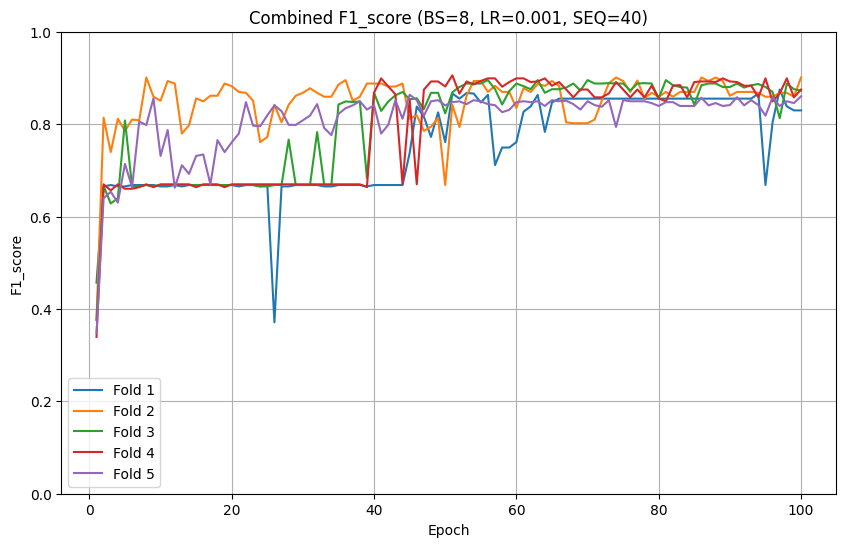 Combined F1_score (BS=8, LR=0.001, SEQ=40)
1.0
0.8
0.6
0.4
0.2
0.0
F1_score
Fold 1
Fold 2
Fold 3
Fold 4
Fold 5
0 20 40 60 80 100
Epoch